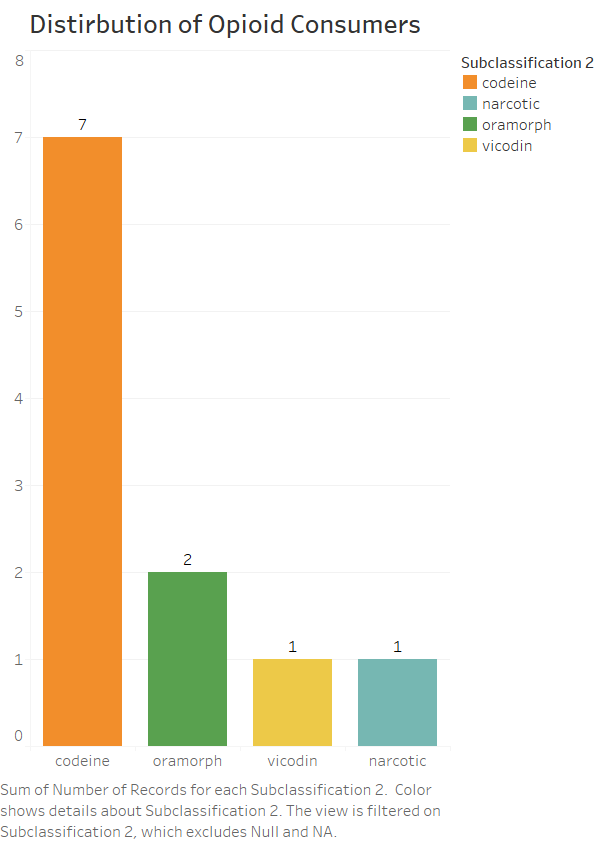 Distirbution of Opioid Consumers
8
7
6
5
4
3
2
1
0
7
2
1
1
codeine
oramorph
vicodin
narcotic
Subclassification 2
codeine
narcotic
oramorph
vicodin
Sum of Number of Records for each Subclassification 2. Color
shows details about Subclassification 2. The view is filtered on
Subclassification 2, which excludes Null and NA.